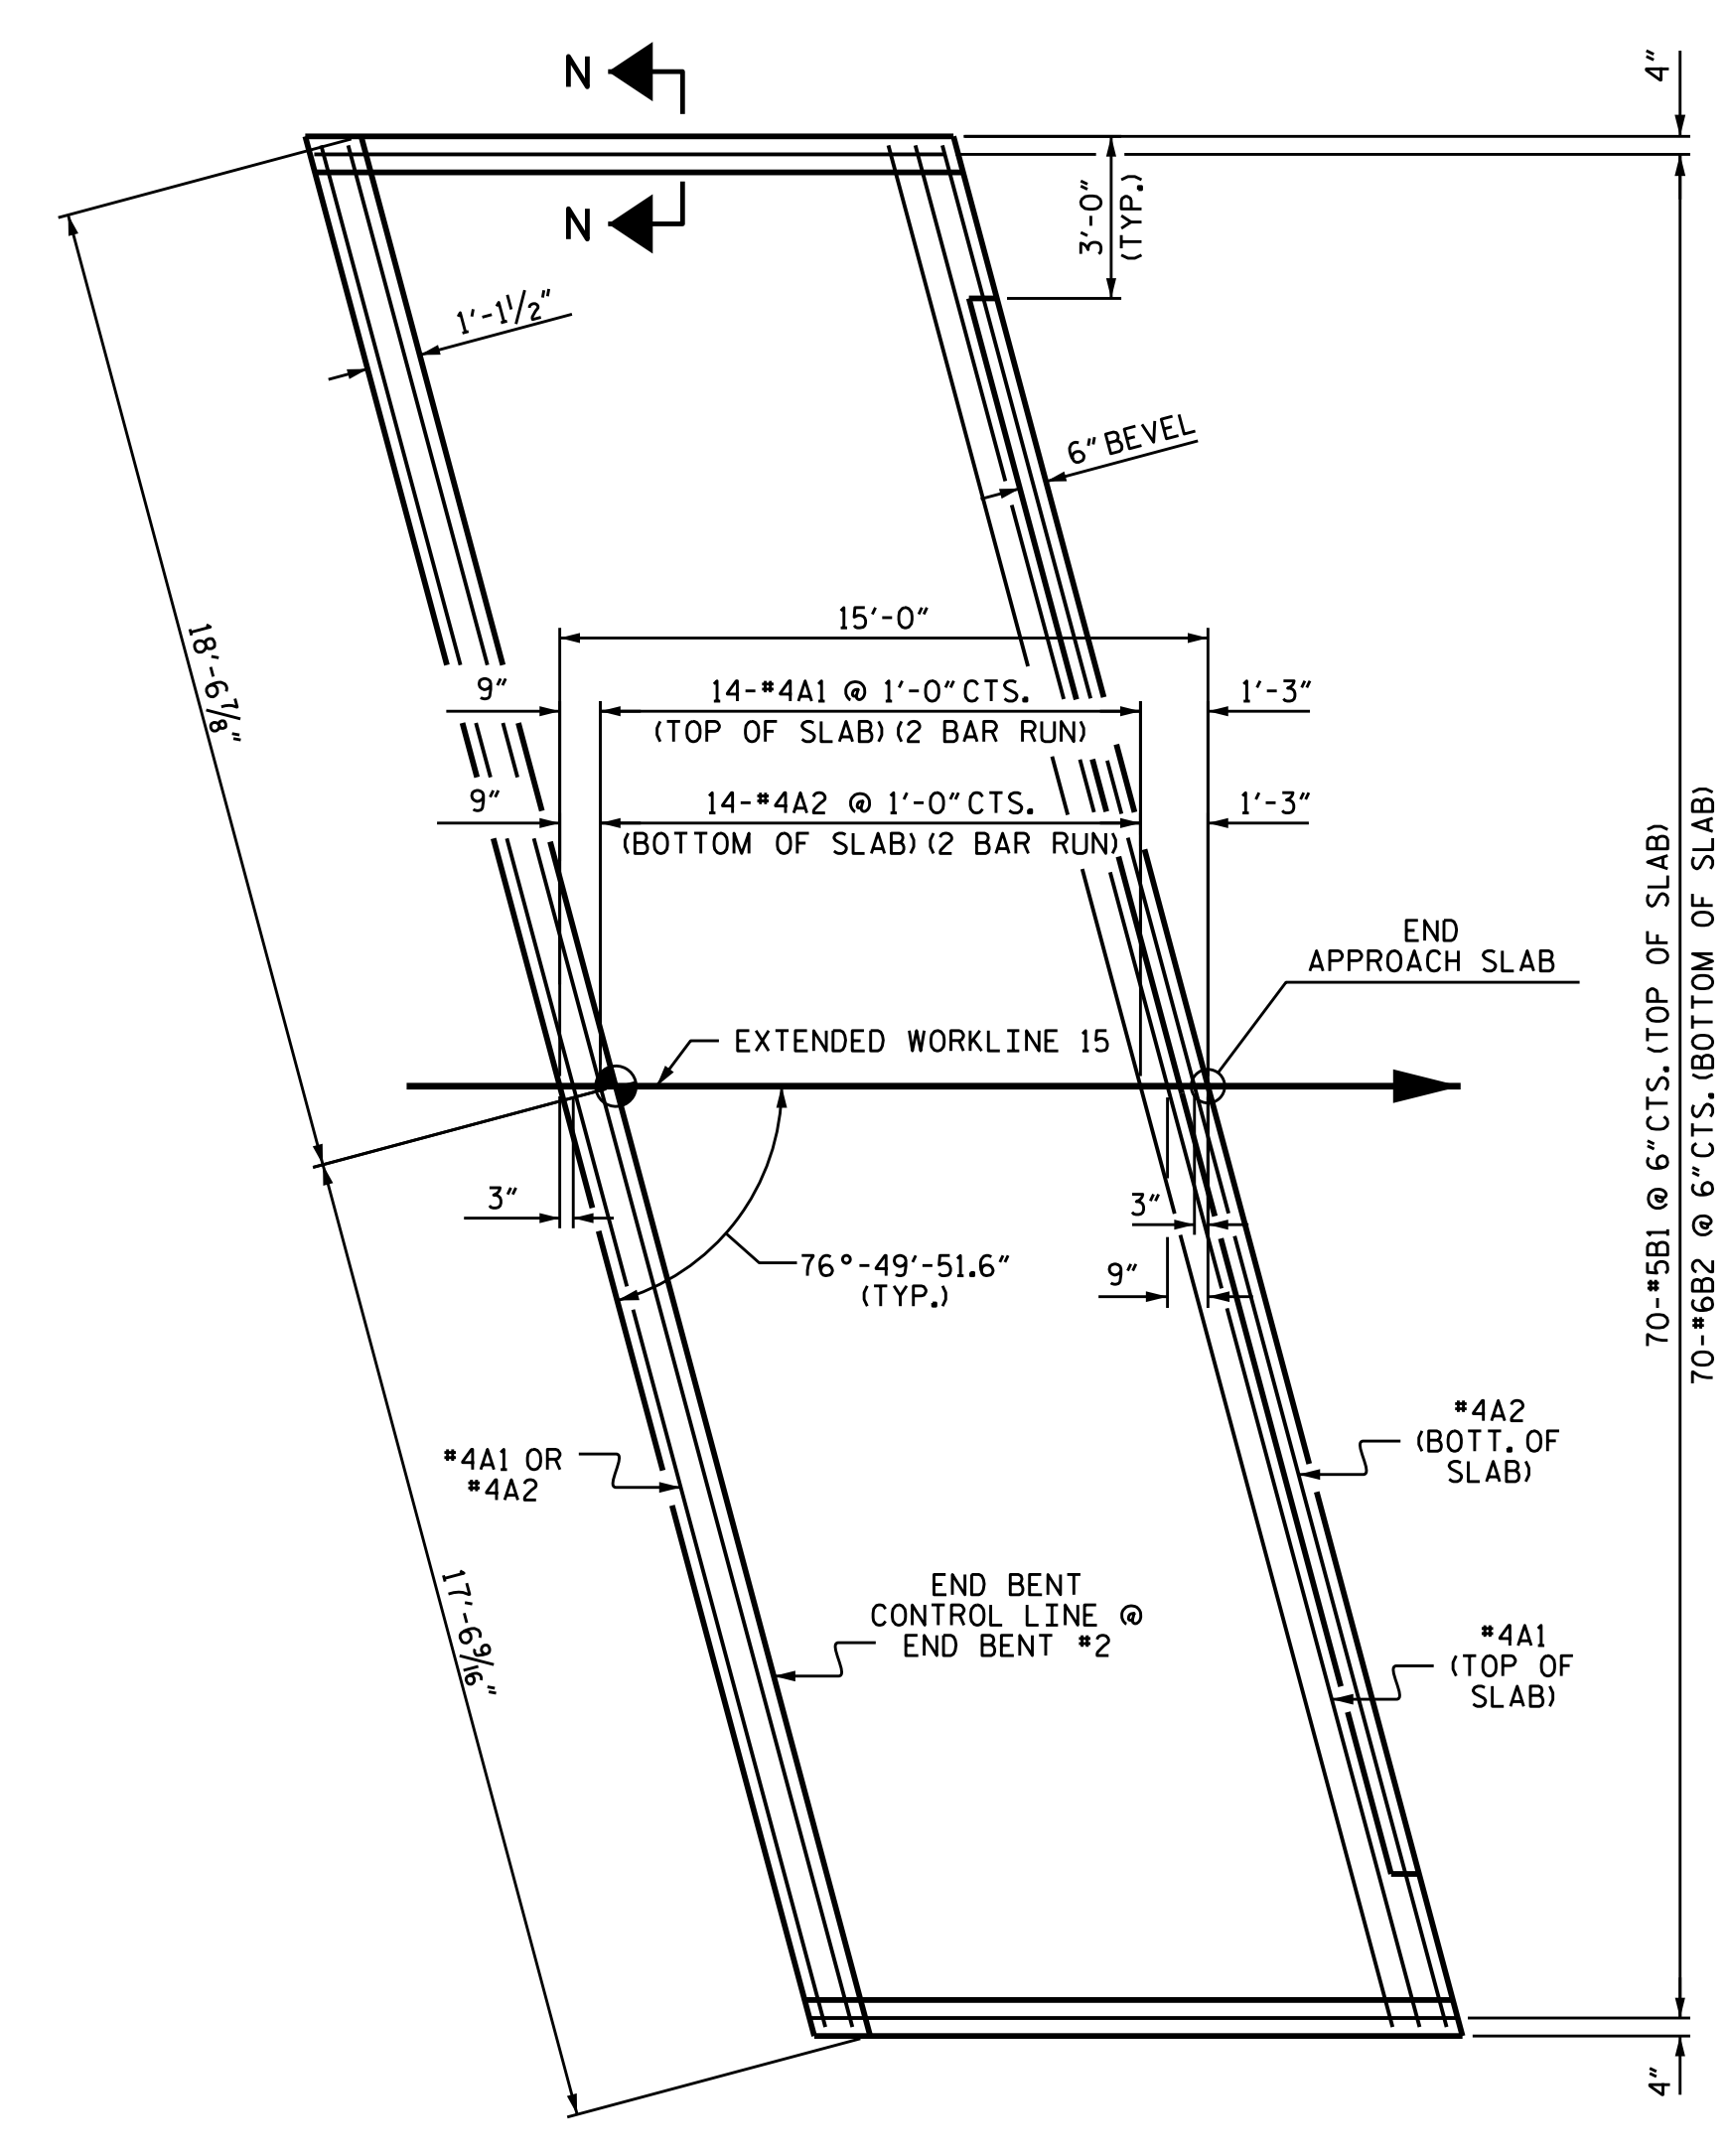 N
4"
N
3'-0"
(TYP.)
1'-1½"
6" BEVEL
15'-0"
18'-6⅞"
9"
14-#4A1 @ 1'-0" CTS.
1'-3"
(TOP OF SLAB) (2 BAR RUN)
9"
14-#4A2 @ 1'-0" CTS.
1'-3"
(BOTTOM OF SLAB) (2 BAR RUN)
70-#5B1 @ 6" CTS. (TOP OF SLAB)
70-#6B2 @ 6" CTS. (BOTTOM OF SLAB)
END
APPROACH SLAB
EXTENDED WORKLINE 15
3"
3"
76°-49'-51.6"
(TYP.)
9"
#4A2
(BOTT. OF
SLAB)
#4A1 OR
#4A2
17'-6 9/16"
END BENT
CONTROL LINE @
END BENT #2
#4A1
(TOP OF
SLAB)
4"